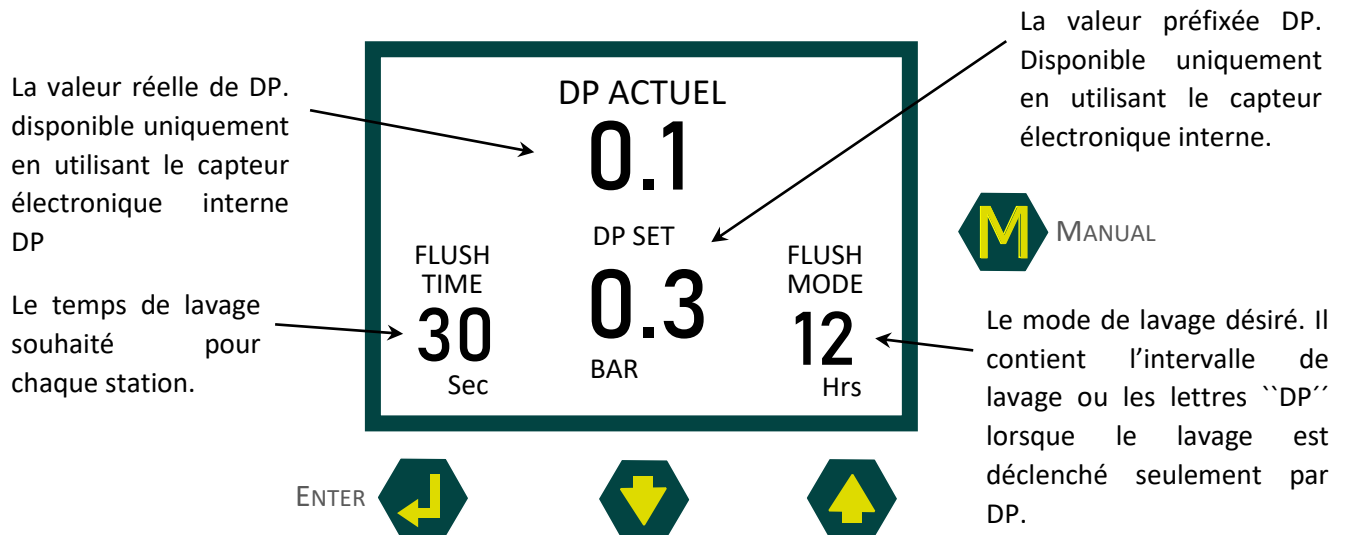 La valeur réelle de DP.
disponible uniquement
en utilisant le capteur
électronique interne
DP
Le temps de lavage
souhaité pour
chaque station.
DP ACTUEL
0.1
DP SET
0.3
BAR
FLUSH
TIME
30
Sec
FLUSH
MODE
12
Hrs
La valeur préfixée DP.
Disponible uniquement
en utilisant le capteur
électronique interne.
M MANUAL
Le mode de lavage désiré. Il
contient l’intervalle de
lavage ou les lettres ``DP´´
lorsque le lavage est
déclenché seulement par
DP.
ENTER